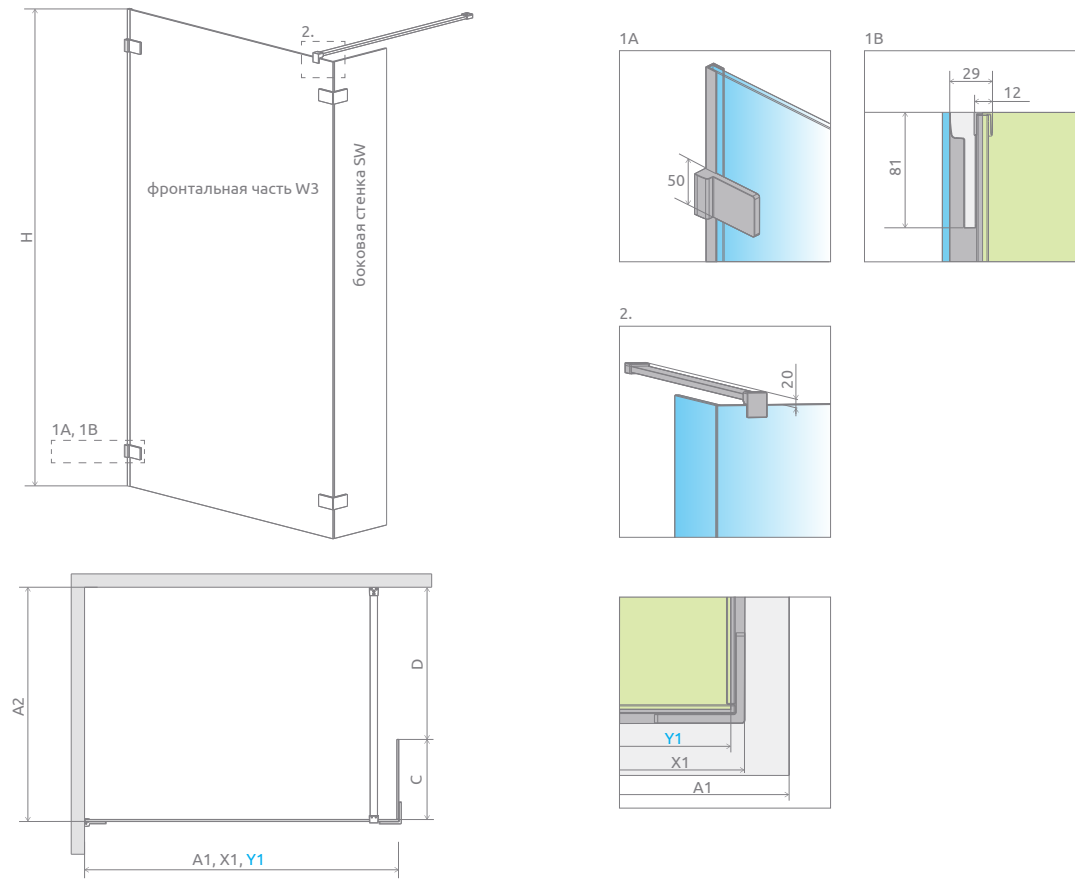 2.
фронтальная часть W3
боковая стенка SW
H
1A, 1B
1A
50
1B
29
12
81
2.
20
A2
D
C
A1, X1, Y1
Y1
X1
A1